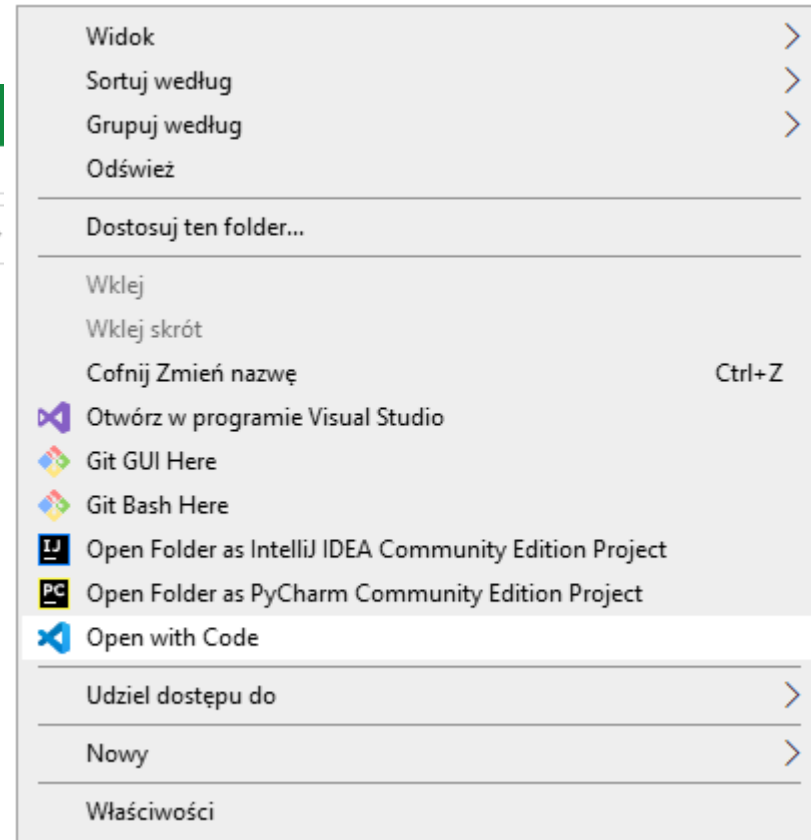 Widok
Sortuj według
Grupuj według
Odśwież
Dostosuj ten folder...
Wklej
Wklej skrót
Cofnij Zmień nazwę Ctrl+Z
Otwórz w programie Visual Studio
Git GUI Here
Git Bash Here
IJ Open Folder as IntelliJ IDEA Community Edition Project
PC Open Folder as PyCharm Community Edition Project
Open with Code
Udziel dostępu do
Nowy
Właściwości